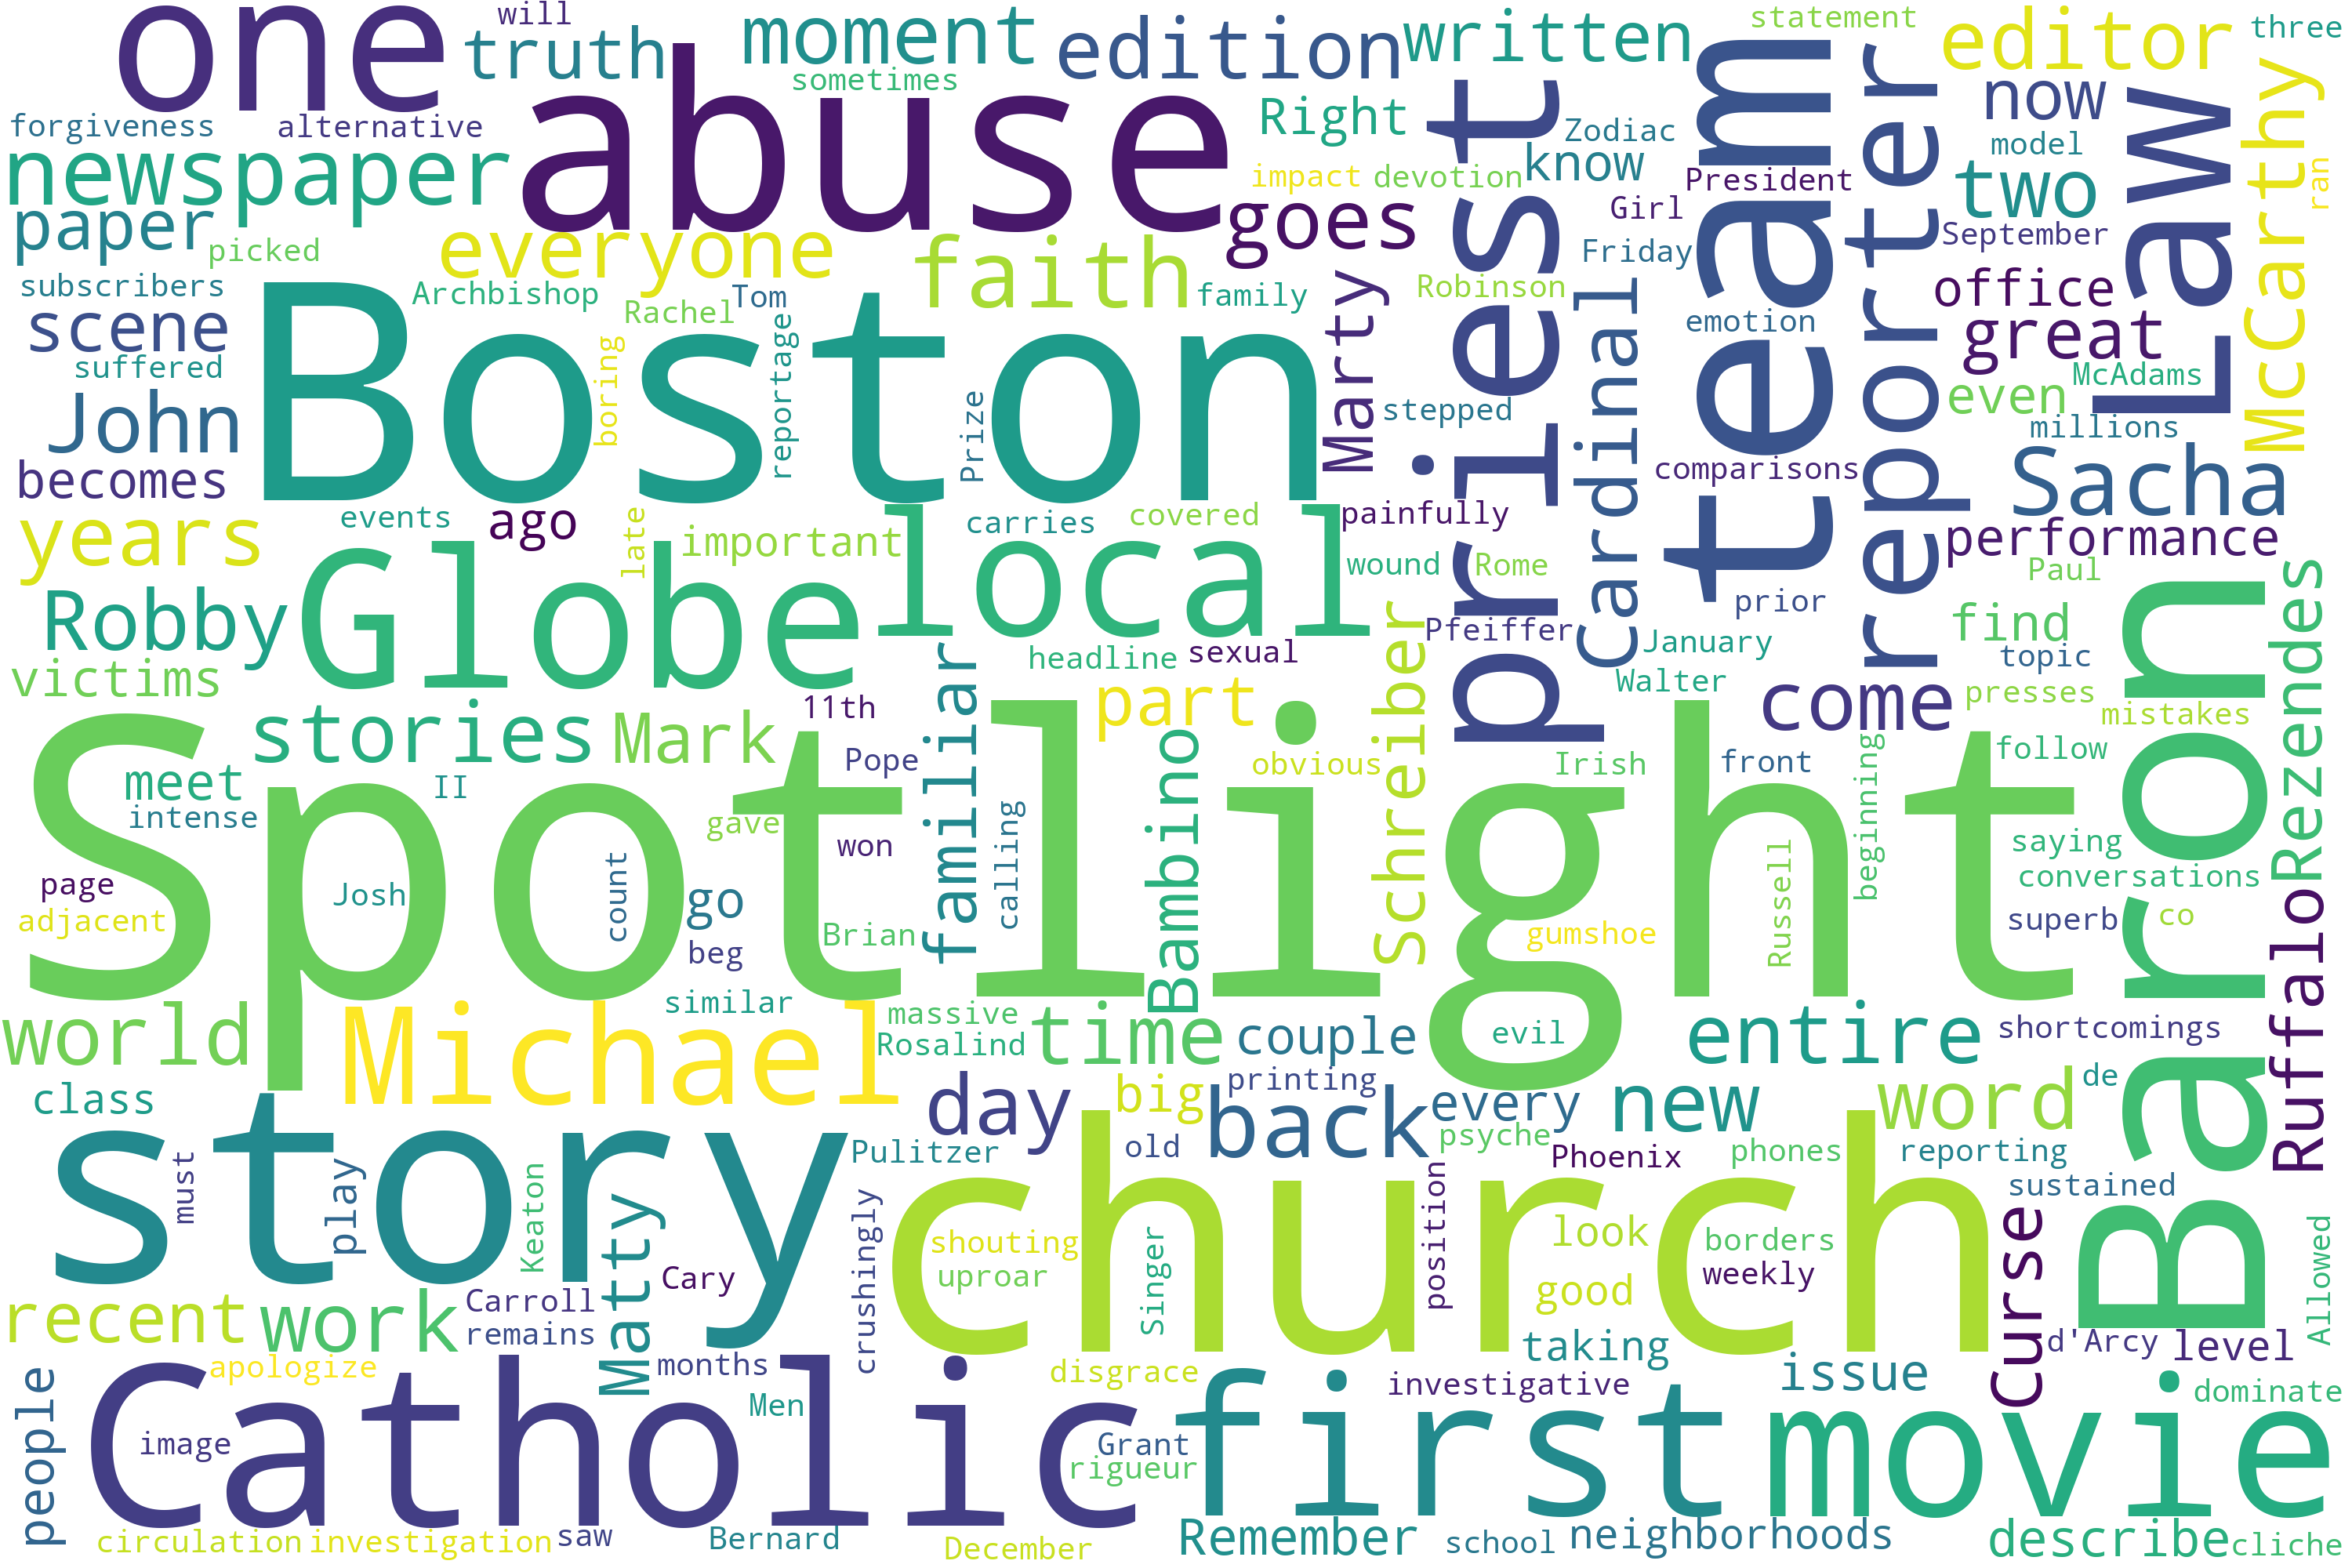 will
one
truth
moment
sometimes
edition
written
statement
editor
three
abuse
priest
team
reporter
now
Law
McCarthy
forgiveness
alternative
Right
Zodiac
know
model
newspaper
impact
devotion
President
two
ran
paper
picked
everyone
faith
goes
Girl
Friday
September
subscribers
Archbishop
Rachel
Tom
family
Robinson
Cardinal
emotion
office
scene
suffered
boring
reportage
Boston
Marty
great
McAdams
John
Prize
stepped
even
millions
becomes
comparisons
Sacha
years
events
ago
late
important
carries
covered
painfully
performance
Robby
Globe
local
wound
Rome
Paul
prior
Rezendes
victims
headline
sexual
Schreiber
Pfeiffer
January
find
topic
Walter
presses
stories
Mark
11th
familiar
part
come
mistakes
Baron
meet
II
Pope
Bambino
obvious
Irish
front
follow
intense
gave
won
calling
beginning
saying
Spotlight
page
Josh
count
go
conversations
adjacent
Brian
gumshoe
Russell
superb
co
Ruffalo
beg
world
Michael
similar
massive
Rosalind
time
couple
evil
entire
shortcomings
class
day
big
printing
back
every
new
word
de
story
must
play
Keaton
Matty
Pulitzer
old
psyche
Phoenix
phones
reporting
crushingly
church
position
sustained
shouting
uproar
Singer
look
borders
weekly
Curse
Allowed
Cary
good
recent
work
Carroll
remains
taking
issue
d'Arcy
level
people
apologize
months
disgrace
investigative
dominate
Catholic
image
Men
first
movie
Grant
rigueur
circulation
investigation
saw
Bernard
December
Remember
school
neighborhoods
describe
cliche